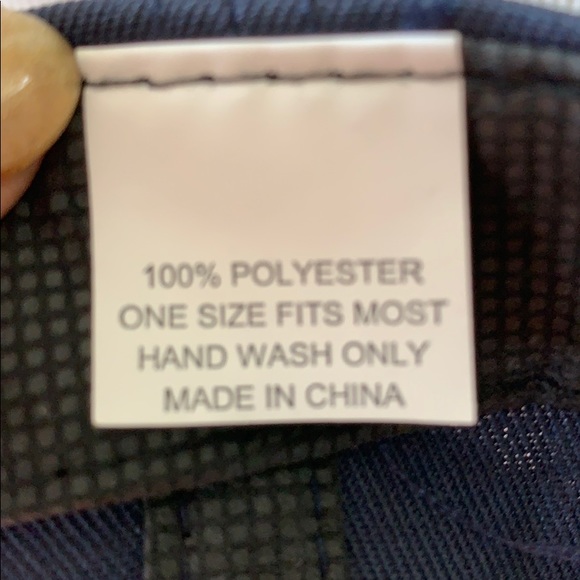 100% POLYESTER
ONE SIZE FITS MOST
HAND WASH ONLY
MADE IN CHINA